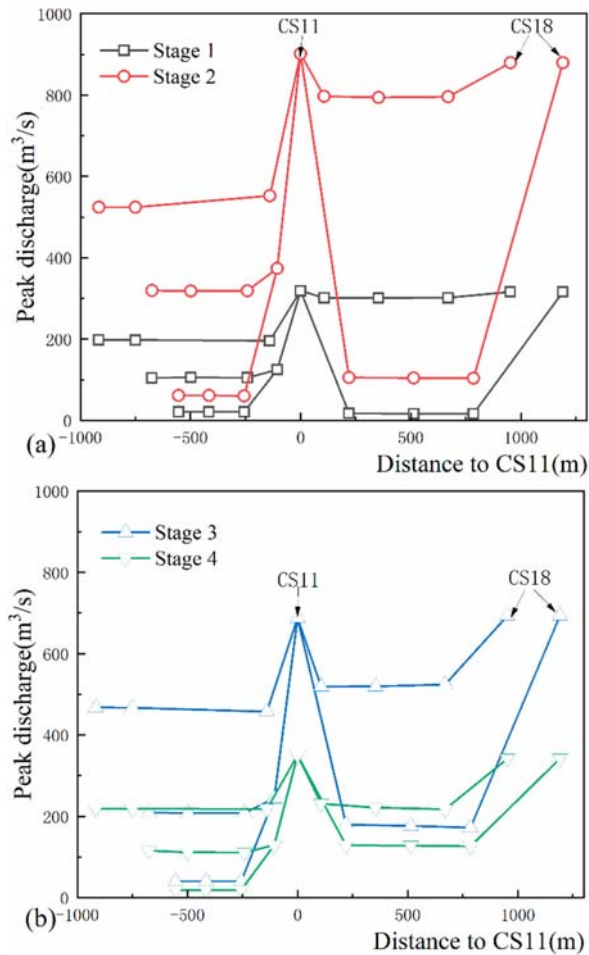 1000
CS11
CS18
Stage 1
Stage 2
800
600
400
200
0
Peak discharge(m³/s)
-1000
-500
0
500
1000
(a)
Distance to CS11(m)
1000
Stage 3
Stage 4
CS11
CS18
800
600
400
200
0
Peak discharge(m³/s)
-1000
-500
0
500
1000
(b)
Distance to CS11(m)